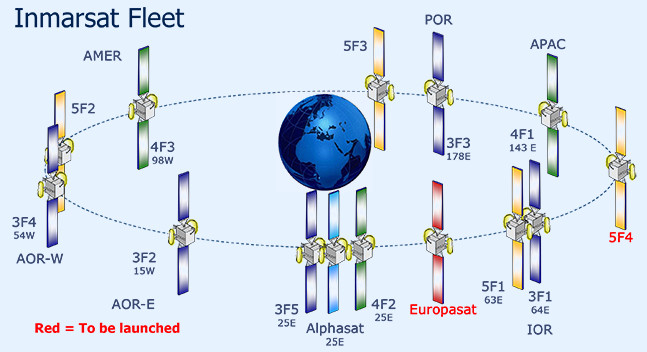 Inmarsat Fleet
AMER
4F3
98W
5F2
5F3
POR
3F3
178E
APAC
4F1
143 E
5F4
3F4
54W
AOR-W
3F2
15W
AOR-E
3F5
25E
Alphasat
25E
4F2
25E
Europasat
5F1
63E
3F1
64E
IOR
Red = To be launched